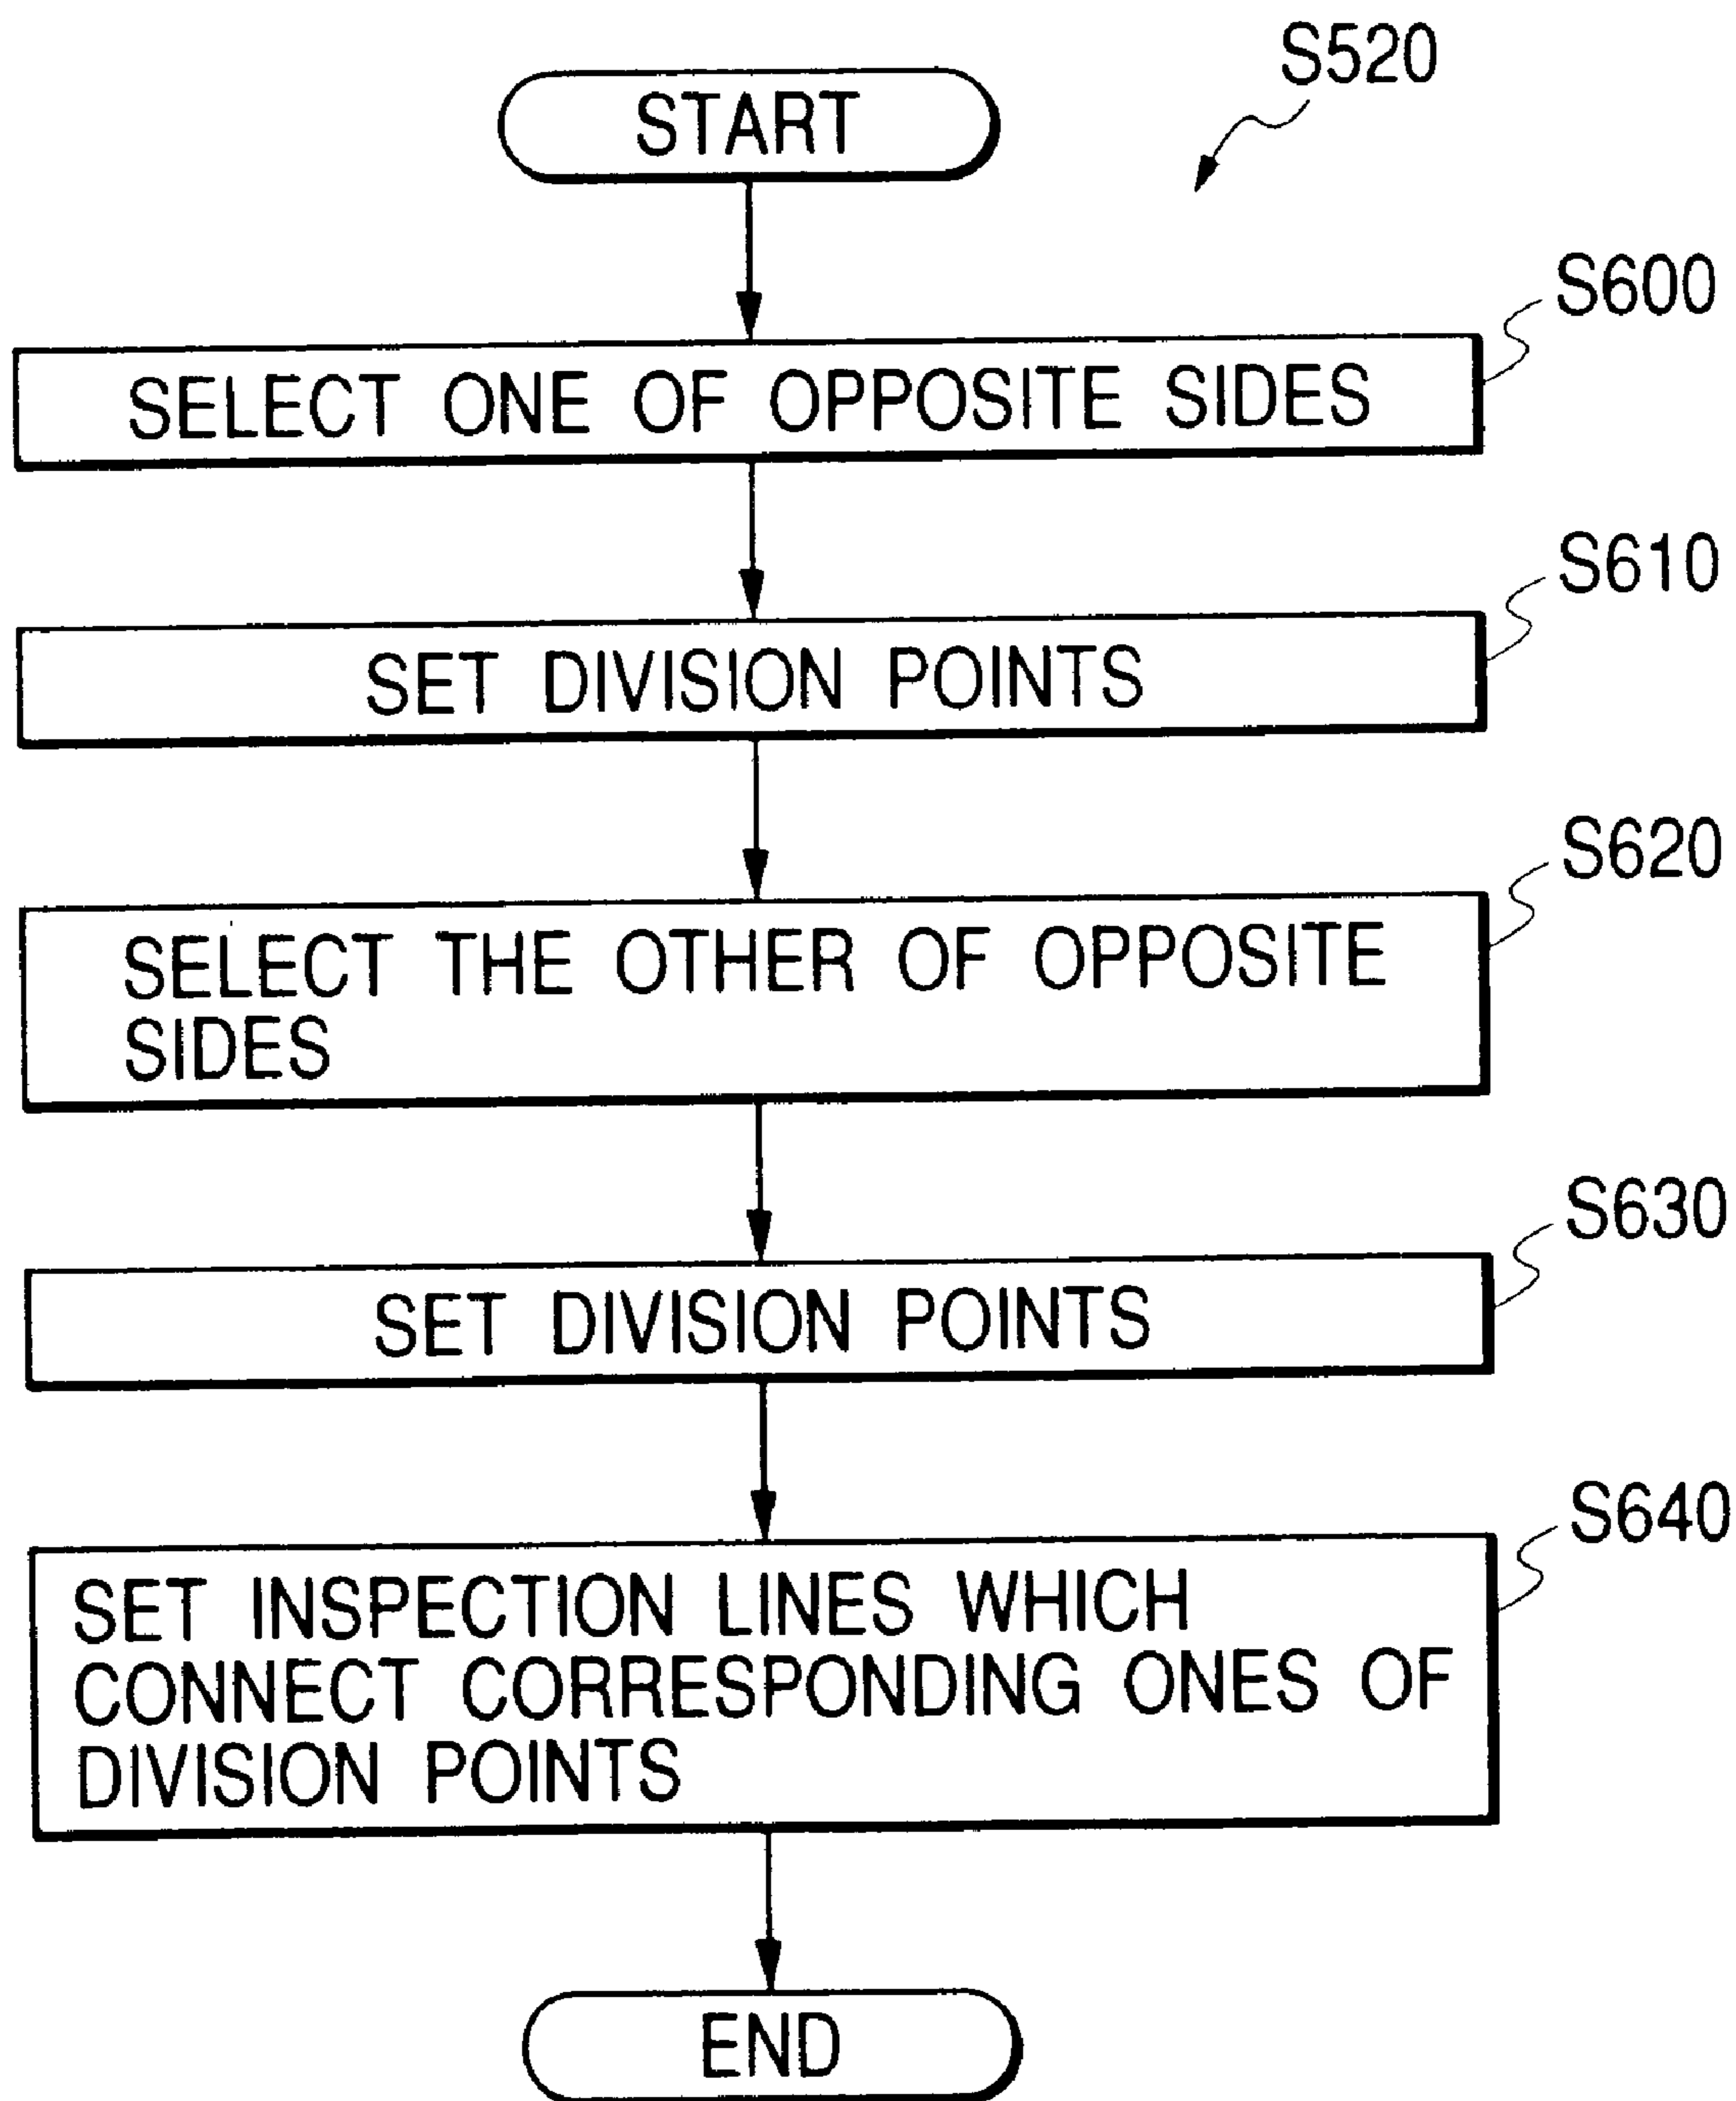 S520
START
S600
SELECT ONE OF OPPOSITE SIDES
S610
SET DIVISION POINTS
S620
SELECT THE OTHER OF OPPOSITE
SIDES
S630
SET DIVISION POINTS
S640
SET INSPECTION LINES WHICH
CONNECT CORRESPONDING ONES OF
DIVISION POINTS
END